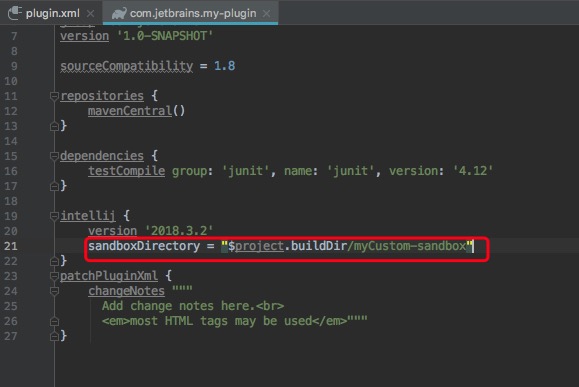 plugin.xml
com.jetbrains.my-plugin
7 version '1.0-SNAPSHOT'
8
9 sourceCompatibility = 1.8
10
11 repositories {
12 mavenCentral()
13 }
14
15 dependencies {
16 testCompile group: 'junit', name: 'junit', version: '4.12'
17 }
18
19 intellij {
20 version '2018.3.2'
21 sandboxDirectory = "$project.buildDir/myCustom-sandbox"
22 }
23 patchPluginXml {
24 changeNotes """
25 Add change notes here.<br>
26 <em>most HTML tags may be used</em>"""
27 }